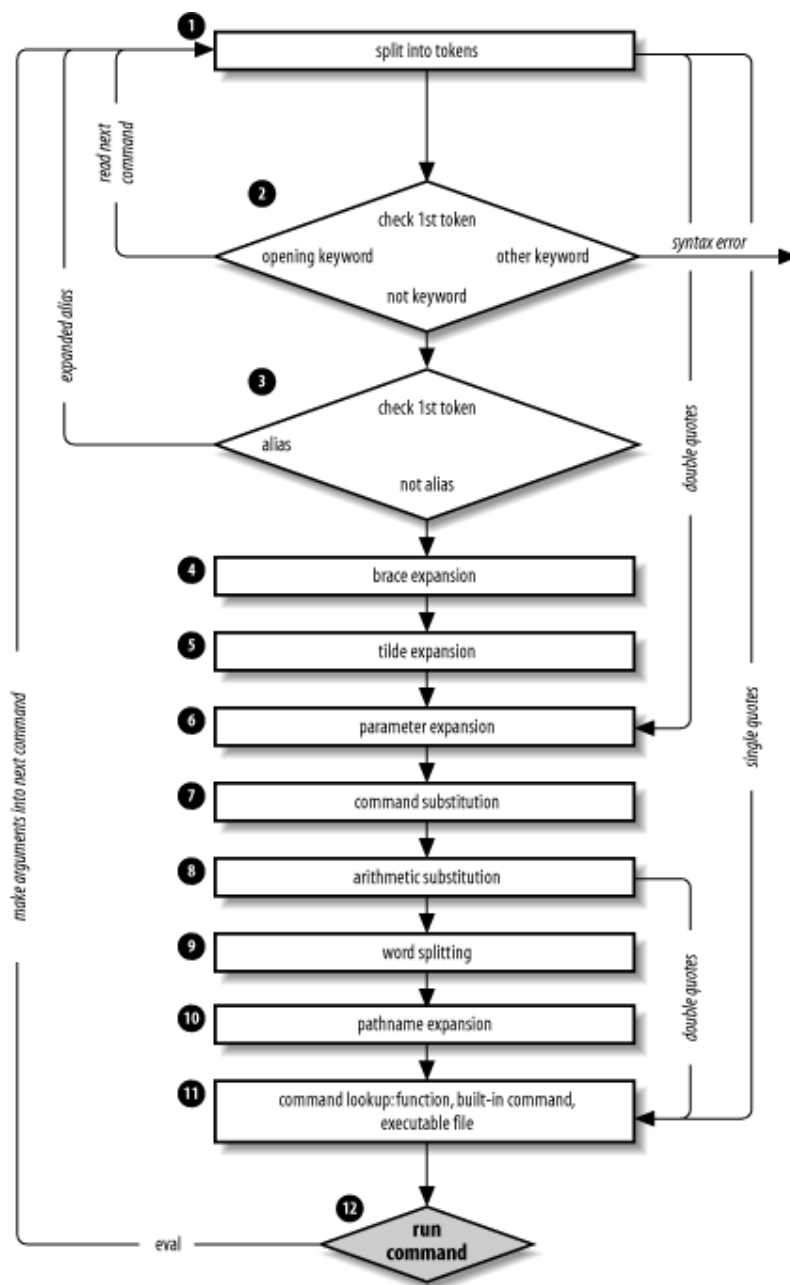 1
split into tokens
read next
command
2
check 1st token
opening keyword
other keyword
syntax error
not keyword
expanded alias
3
check 1st token
alias
double quotes
not alias
4
brace expansion
5
tilde expansion
6
parameter expansion
single quotes
make arguments into next command
7
command substitution
8
arithmetic substitution
9
word splitting
double quotes
10
pathname expansion
11
command lookup: function, built-in command,
executable file
12
run
command
eval